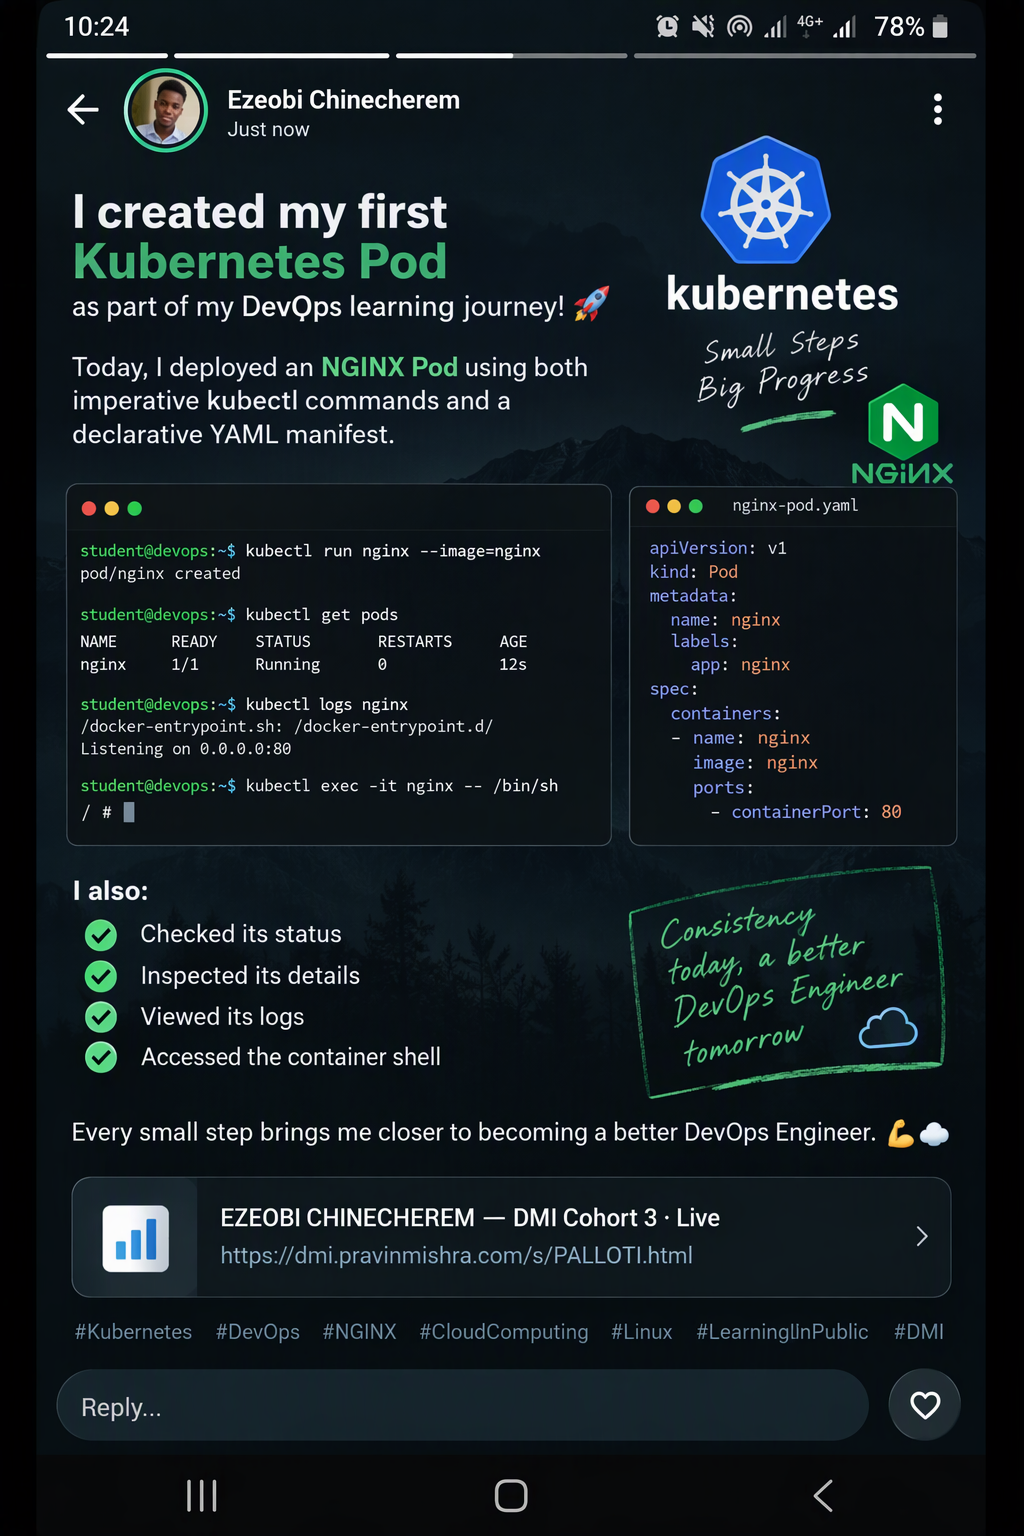 10:24
4G+
78%
Ezeobi Chinecherem
Just now
I created my first
Kubernetes Pod
as part of my DevOps learning journey! 🚀
kubernetes
Small Steps
Big Progress
Today, I deployed an NGINX Pod using both
imperative kubectl commands and a
declarative YAML manifest.
N
NGiNX
student@devops:~$ kubectl run nginx --image=nginx
pod/nginx created
student@devops:~$ kubectl get pods
NAME READY STATUS RESTARTS AGE
nginx 1/1 Running 0 12s
student@devops:~$ kubectl logs nginx
/docker-entrypoint.sh: /docker-entrypoint.d/
Listening on 0.0.0.0:80
student@devops:~$ kubectl exec -it nginx -- /bin/sh
/ #
nginx-pod.yaml
apiVersion: v1
kind: Pod
metadata:
name: nginx
labels:
app: nginx
spec:
containers:
- name: nginx
image: nginx
ports:
- containerPort: 80
I also:
Checked its status
Inspected its details
Viewed its logs
Accessed the container shell
Consistency
today, a better
DevOps Engineer
tomorrow
Every small step brings me closer to becoming a better DevOps Engineer. 💪☁️
EZEOBI CHINECHEREM — DMI Cohort 3 · Live
https://dmi.pravinmishra.com/s/PALLOTI.html
#Kubernetes #DevOps #NGINX #CloudComputing #Linux #LearningInPublic #DMI
Reply...